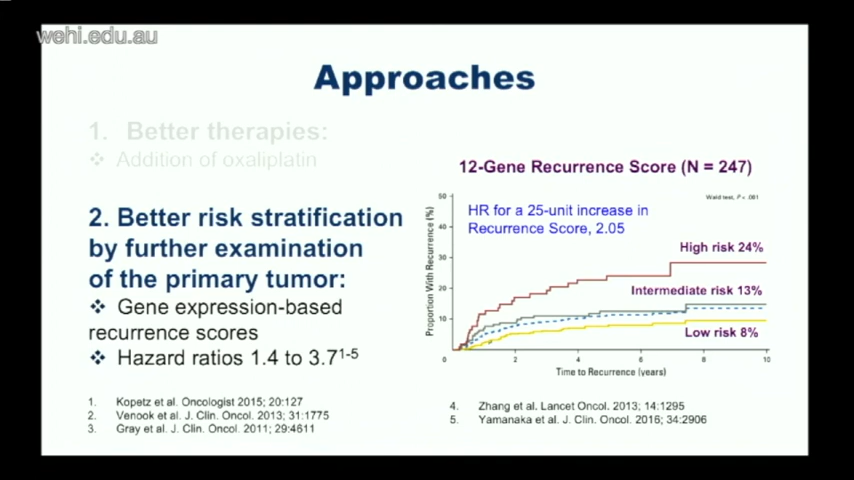 wehi.edu.au
Approaches
1. Better therapies:
❖ Addition of oxaliplatin
2. Better risk stratification
by further examination
of the primary tumor:
❖ Gene expression-based
recurrence scores
❖ Hazard ratios 1.4 to 3.7¹⁻⁵
12-Gene Recurrence Score (N = 247)
Wald test, P < .001
HR for a 25-unit increase in
Recurrence Score, 2.05
High risk 24%
Intermediate risk 13%
Low risk 8%
Proportion With Recurrence (%)
50
40
30
20
10
0 2 4 6 8 10
Time to Recurrence (years)
1. Kopetz et al. Oncologist 2015; 20:127
2. Venook et al. J. Clin. Oncol. 2013; 31:1775
3. Gray et al. J. Clin. Oncol. 2011; 29:4611
4. Zhang et al. Lancet Oncol. 2013; 14:1295
5. Yamanaka et al. J. Clin. Oncol. 2016; 34:2906